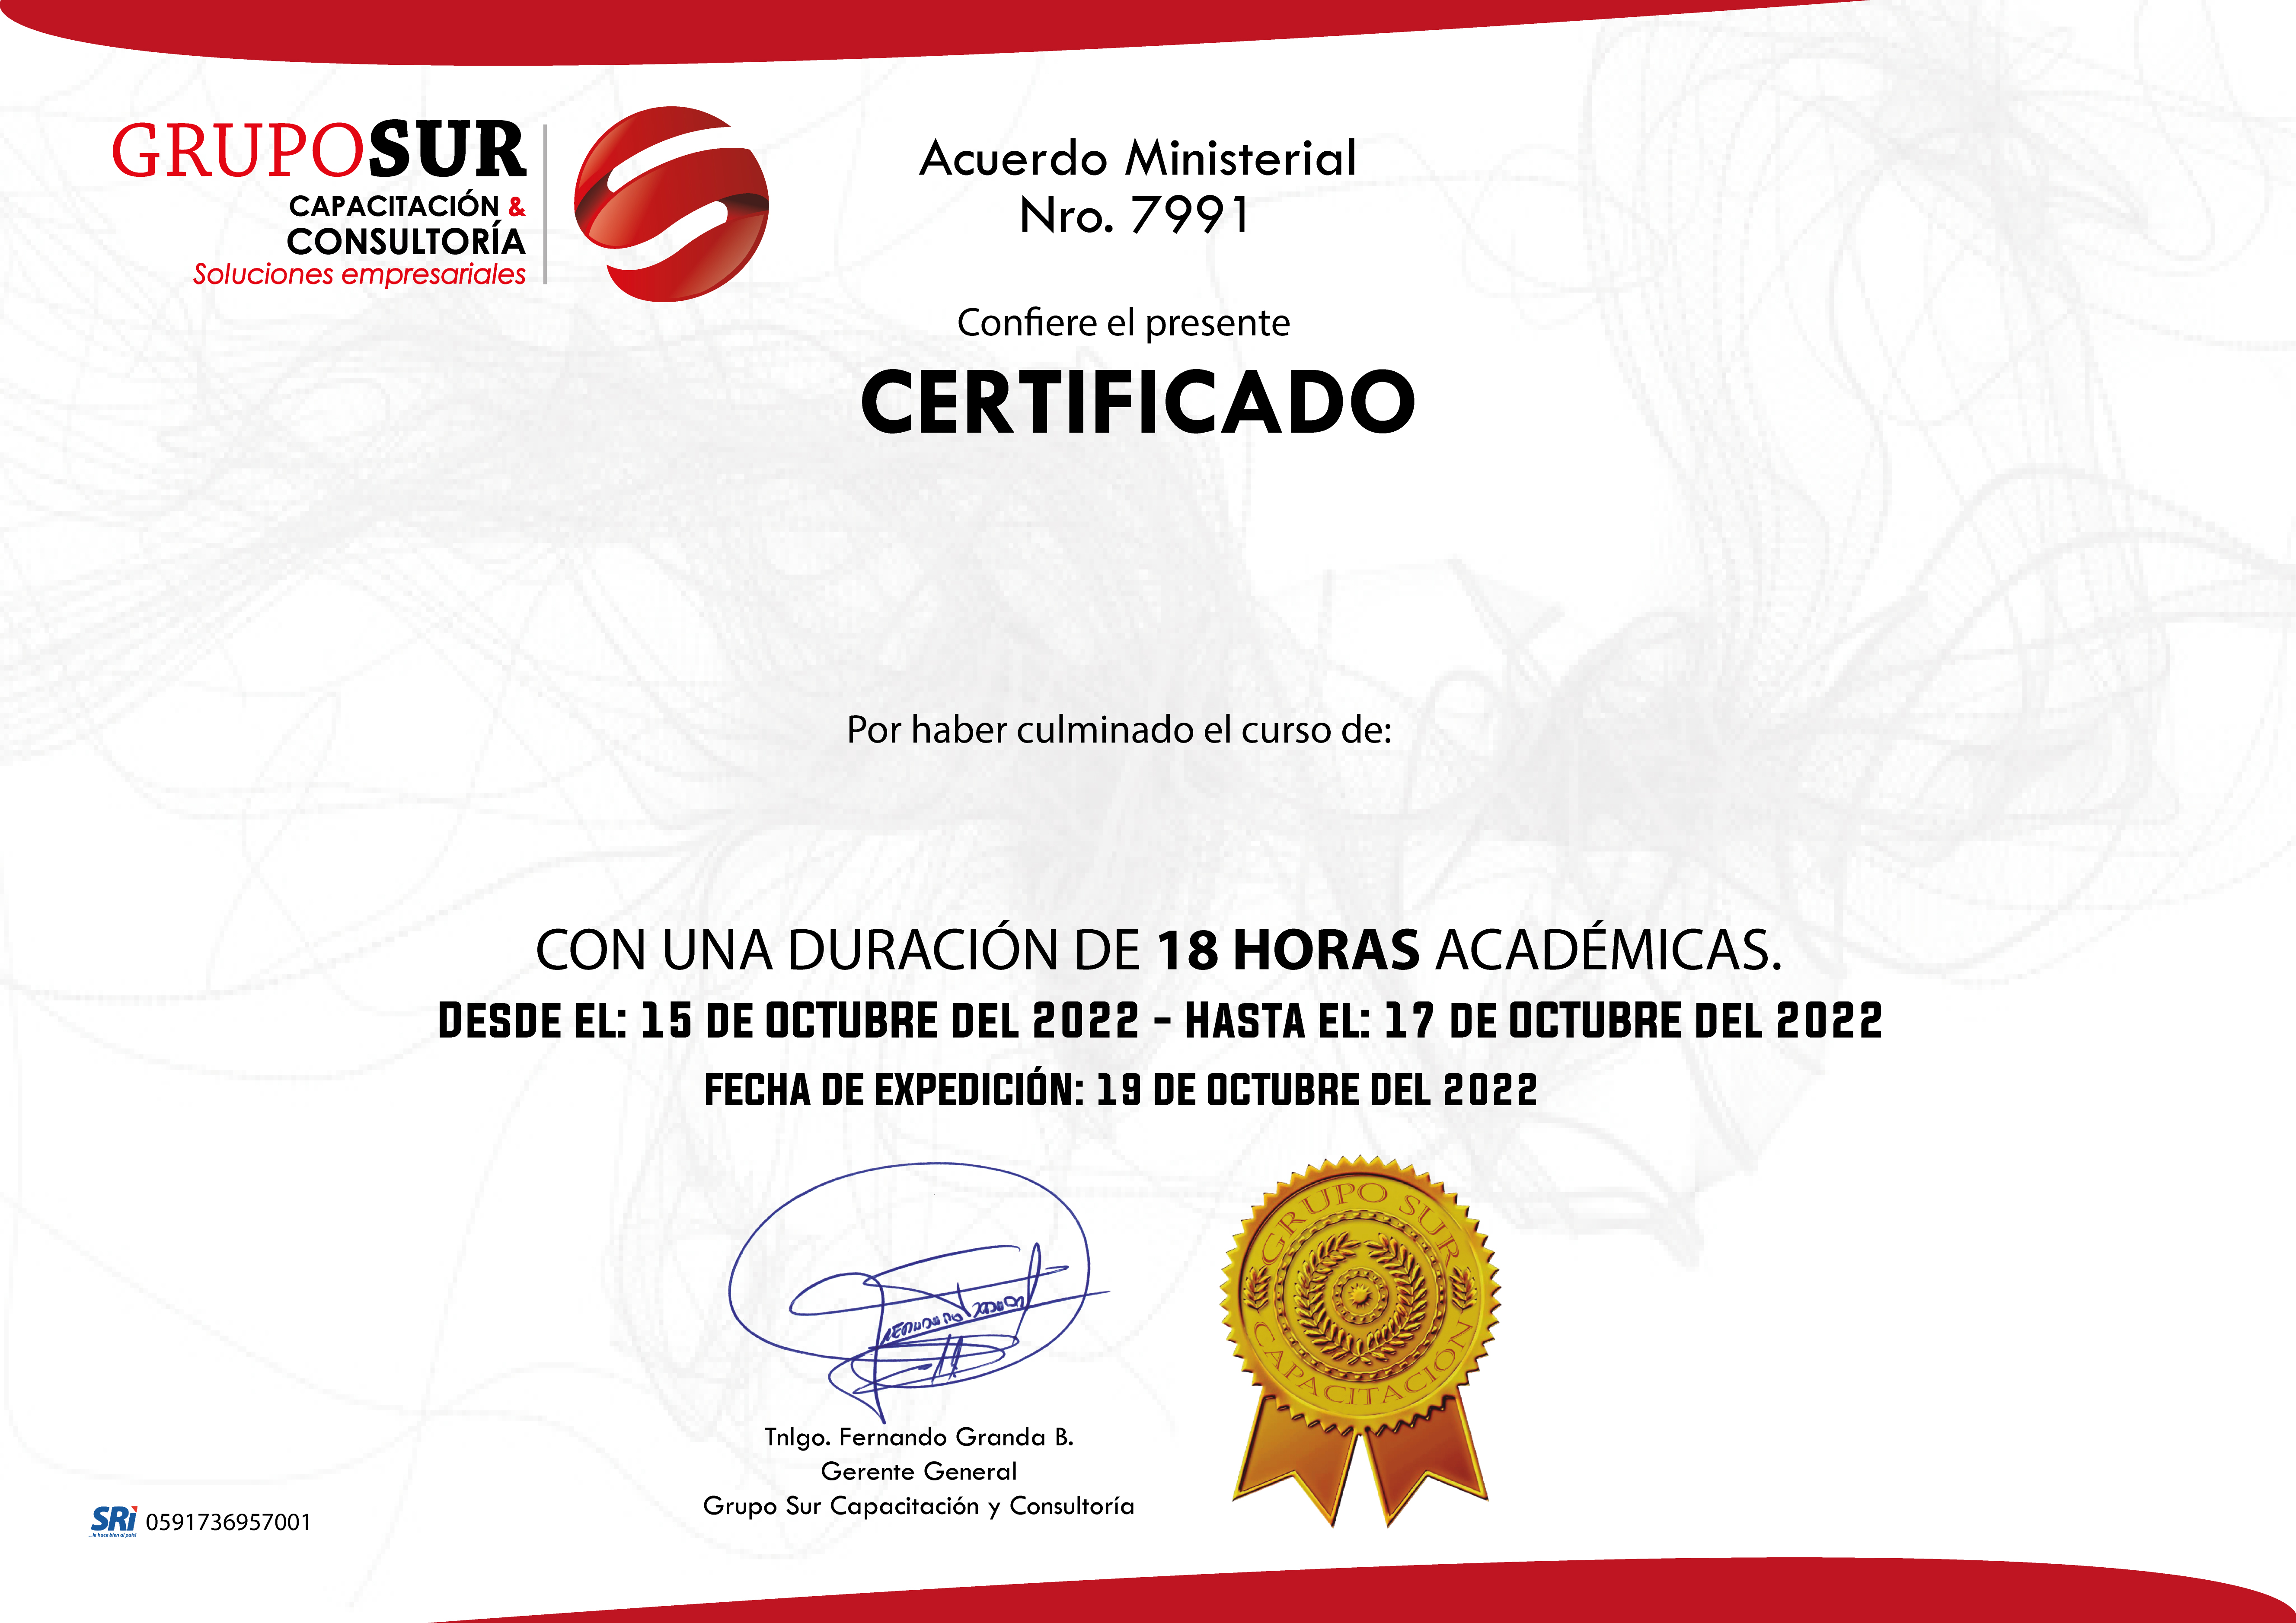 GRUPOSUR
CAPACITACIÓN &
CONSULTORÍA
Soluciones empresariales
Acuerdo Ministerial
Nro. 7991
Confiere el presente
CERTIFICADO
Por haber culminado el curso de:
CON UNA DURACIÓN DE 18 HORAS ACADÉMICAS.
DESDE EL: 15 DE OCTUBRE DEL 2022 - HASTA EL: 17 DE OCTUBRE DEL 2022
FECHA DE EXPEDICIÓN: 19 DE OCTUBRE DEL 2022
GRUPO SUR
CAPACITACIÓN
Tnlgo. Fernando Granda B.
Gerente General
Grupo Sur Capacitación y Consultoría
SRi 0591736957001
...le hace bien al país!